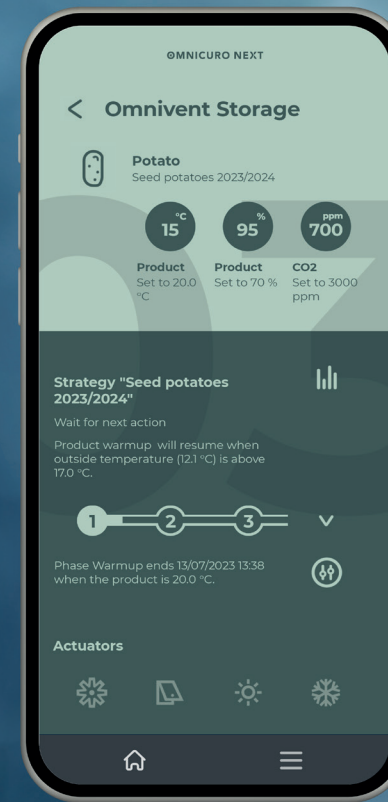 OMNICURO NEXT
Omnivent Storage
Potato
Seed potatoes 2023/2024
15 °C
95 %
700 ppm
Product
Set to 20.0
°C
Product
Set to 70 %
CO2
Set to 3000
ppm
03
Strategy "Seed potatoes
2023/2024"
Wait for next action
Product warmup will resume when
outside temperature (12.1 °C) is above
17.0 °C.
1 2 3
Phase Warmup ends 13/07/2023 13:38
when the product is 20.0 °C.
Actuators